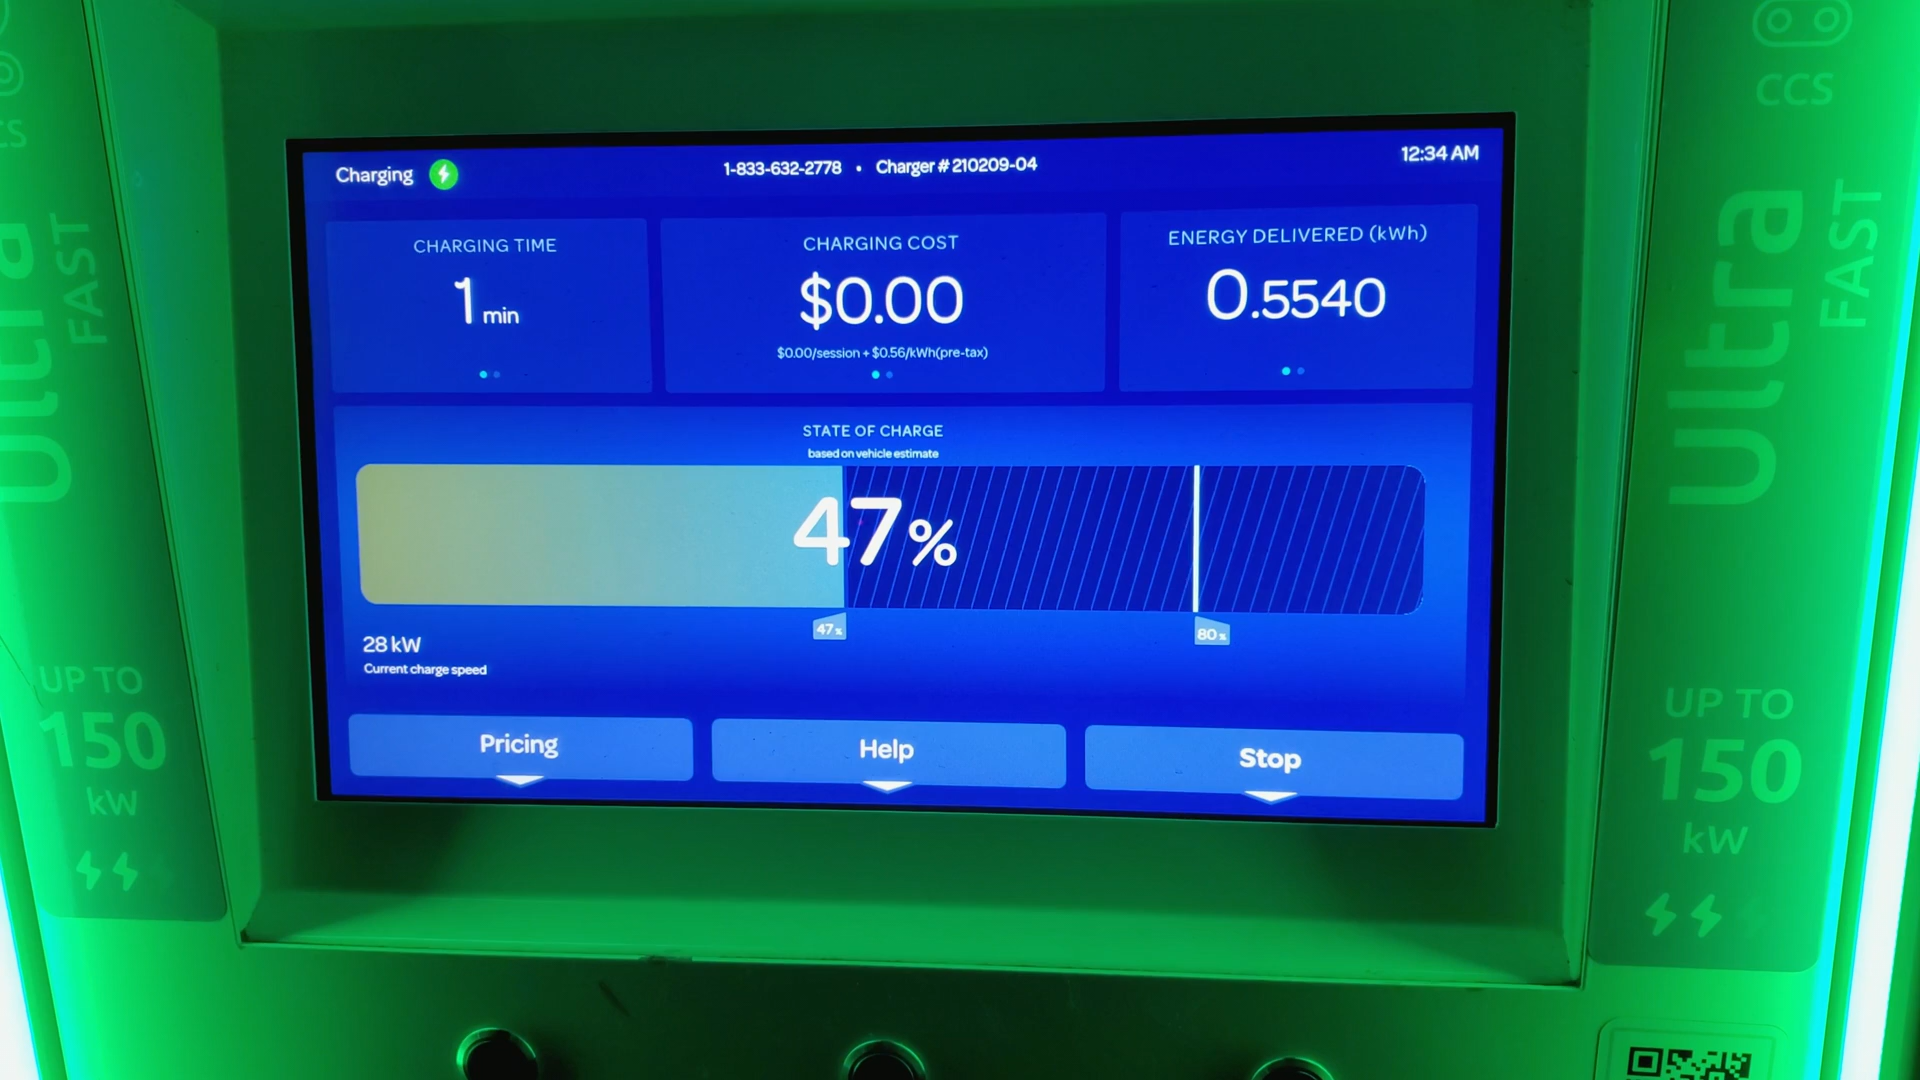 Charging
1-833-632-2778 • Charger # 210209-04
12:34 AM
CHARGING TIME
1 min
CHARGING COST
$0.00
$0.00/session + $0.56/kWh(pre-tax)
ENERGY DELIVERED (kWh)
0.5540
STATE OF CHARGE
based on vehicle estimate
47%
47%
80%
28 kW
Current charge speed
Pricing
Help
Stop
Ultra
FAST
UP TO
150
kW
CCS
Ultra
FAST
UP TO
150
kW